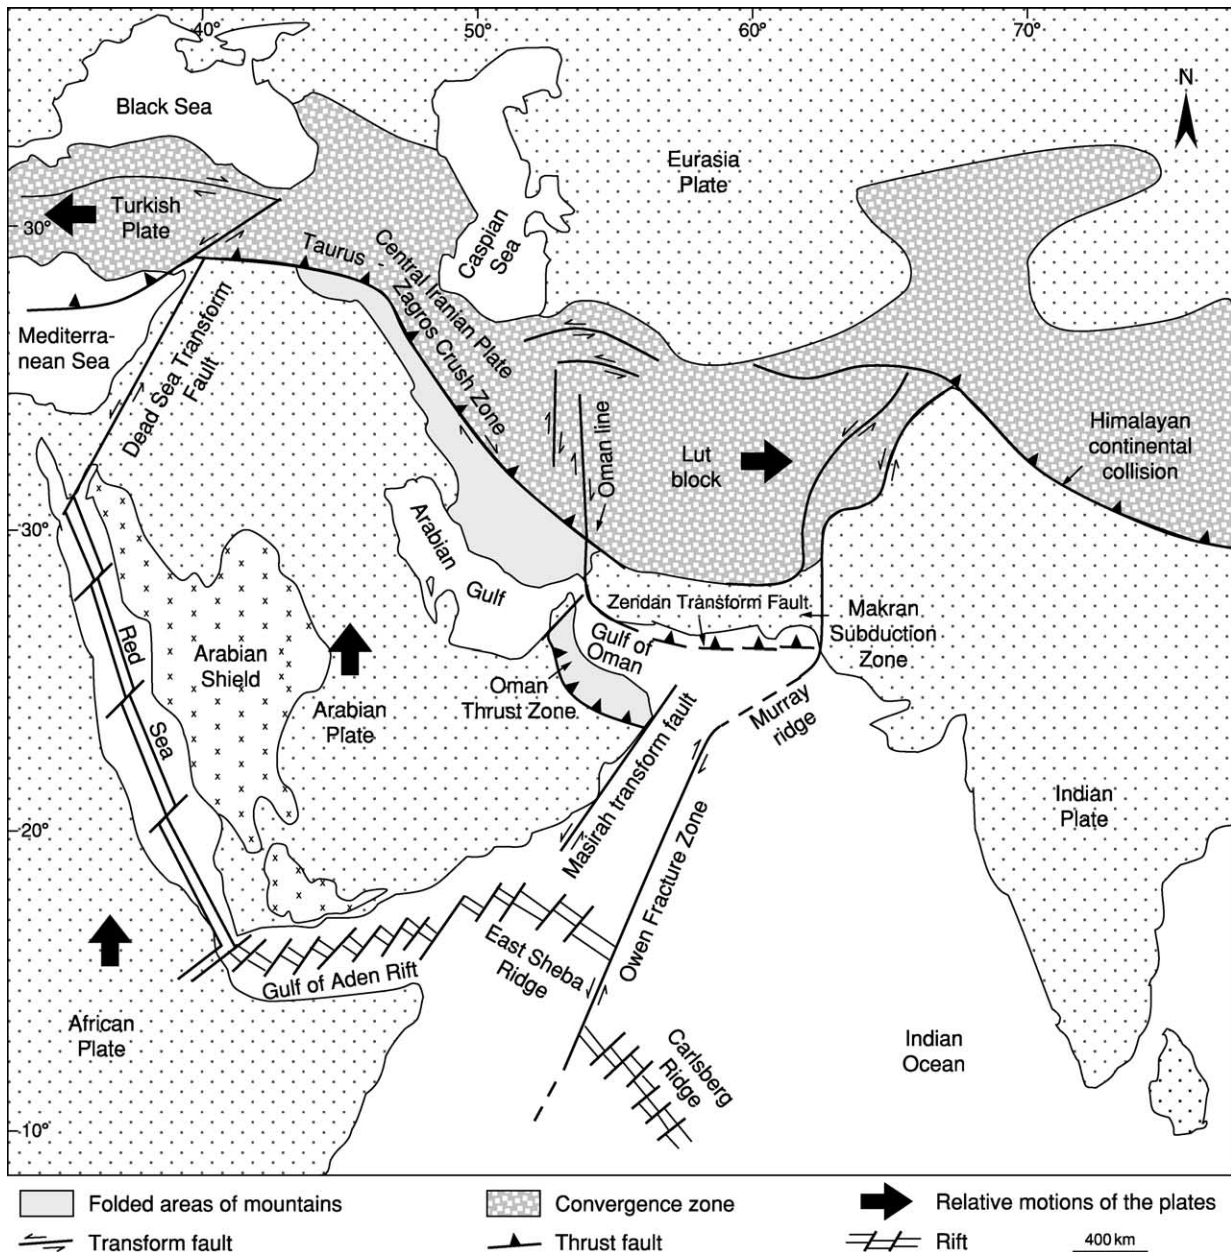 40°
50°
60°
70°
N
Black Sea
Eurasia
Plate
Turkish
Plate
30°
Caspian
Sea
Taurus -
Zagros Crush Zone
Central Iranian Plate
Mediterra-
nean Sea
Dead Sea Transform
Fault
Himalayan
continental
collision
Lut
block
Oman line
30°
Arabian
Gulf
Zendan Transform Fault
Makran
Subduction
Zone
Gulf of
Oman
Red
Sea
Arabian
Shield
Arabian
Plate
Oman
Thrust Zone
Murray
ridge
Masirah transform fault
Indian
Plate
20°
Owen Fracture Zone
East Sheba
Ridge
Gulf of Aden Rift
African
Plate
Carlsberg
Ridge
Indian
Ocean
10°
Folded areas of mountains
Convergence zone
Relative motions of the plates
Transform fault
Thrust fault
Rift
400 km